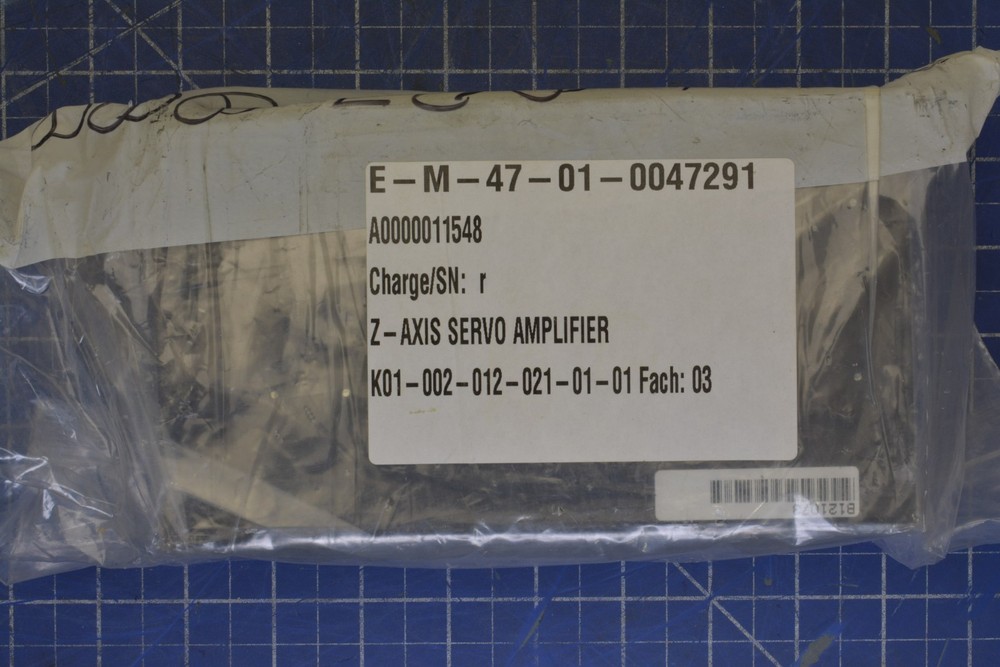 E-M-47-01-0047291
A0000011548
Charge/SN: r
Z-AXIS SERVO AMPLIFIER
K01-002-012-021-01-01 Fach: 03